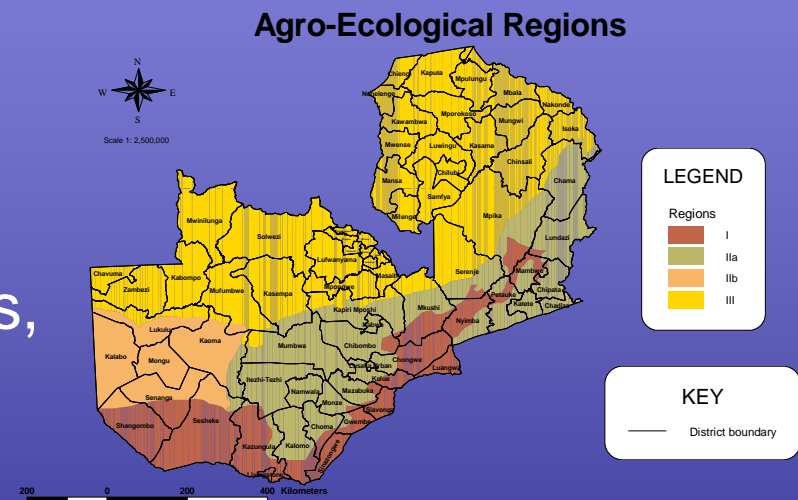 Agro-Ecological Regions
N
W E
S
Scale 1: 2,500,000
s,
Chiengi
Kaputa
Mpulungu
Mbala
Nchelenge
Nakonde
Kawambwa
Mporokoso
Mungwi
Isoka
Mwense
Luwingu
Kasama
Chinsali
Mansa
Chilubi
Chama
Samfya
Milenge
Mpika
Mwinilunga
Solwezi
Lundazi
Lufwanyama
Chavuma
Kabompo
Masaiti
Serenje
Mambwe
Zambezi
Mufumbwe
Kasempa
Mpongwe
Petauke
Chipata
Katete
Chadiza
Kapiri Mposhi
Mkushi
Nyimba
Lukulu
Kaoma
Kabwe
Kalabo
Mongu
Mumbwa
Chibombo
Chongwe
Luangwa
Itezhi-Tezhi
Kafue
Senanga
Namwala
Mazabuka
Monze
Siavonga
Shangombo
Sesheke
Choma
Gwembe
Kazungula
Kalomo
Sinazongwe
Livingstone
LEGEND
Regions
I
IIa
IIb
III
KEY
District boundary
200 0 200 400 Kilometers